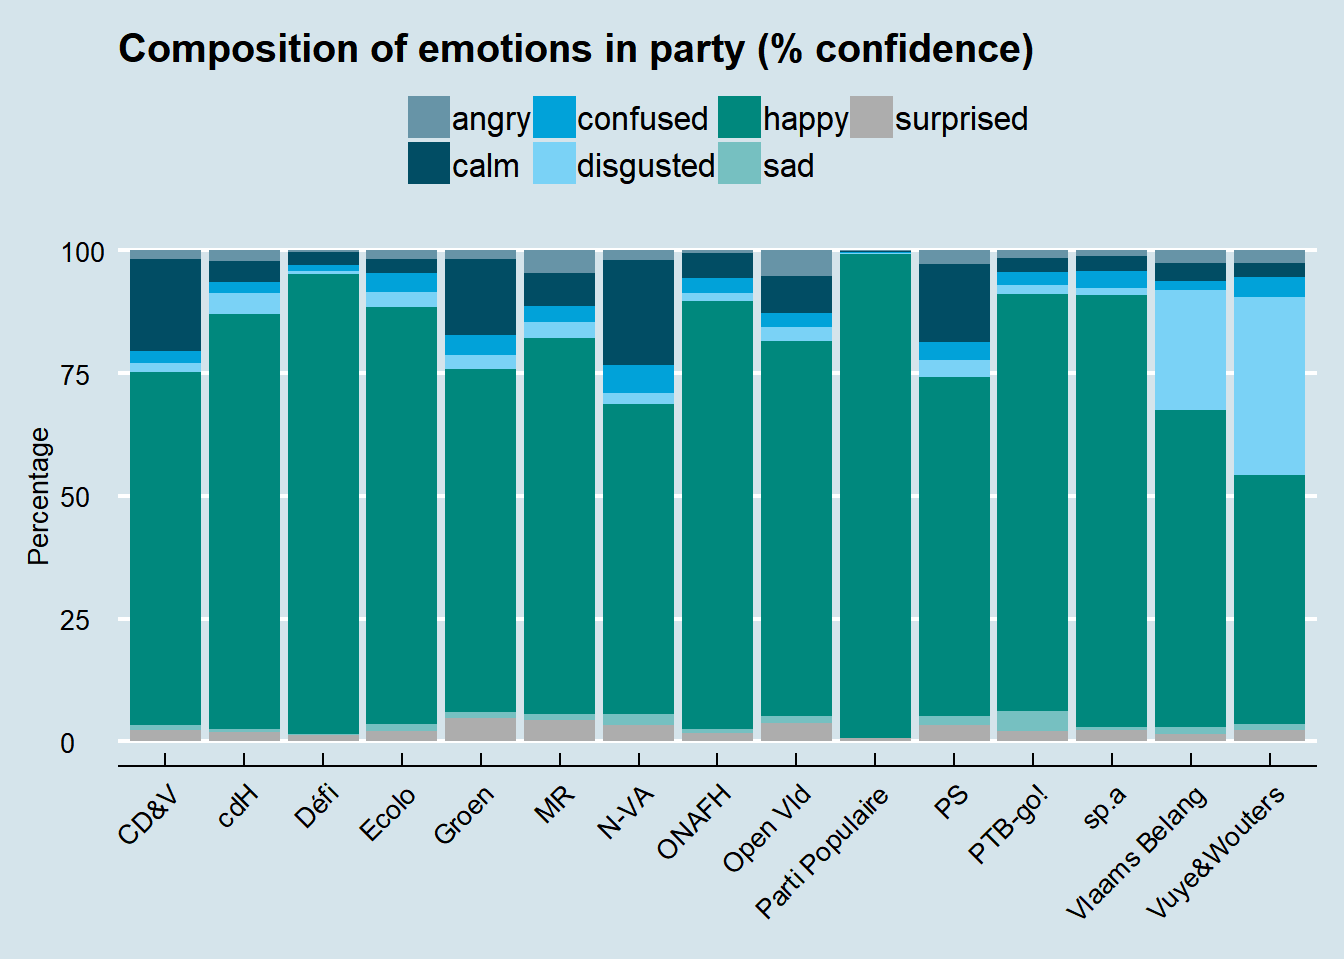 Composition of emotions in party (% confidence)
angry confused happy surprised
calm disgusted sad
100
75
50
25
0
Percentage
CD&V cdH Défi Ecolo Groen MR N-VA ONAFH Open Vld Parti Populaire PS PTB-go! sp.a Vlaams Belang Vuye&Wouters